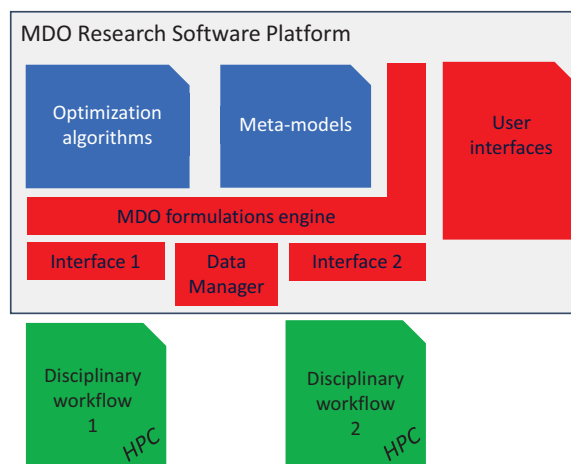 MDO Research Software Platform
Optimization
algorithms
Meta-models
User
interfaces
MDO formulations engine
Interface 1
Data
Manager
Interface 2
Disciplinary
workflow
1
HPC
Disciplinary
workflow
2
HPC